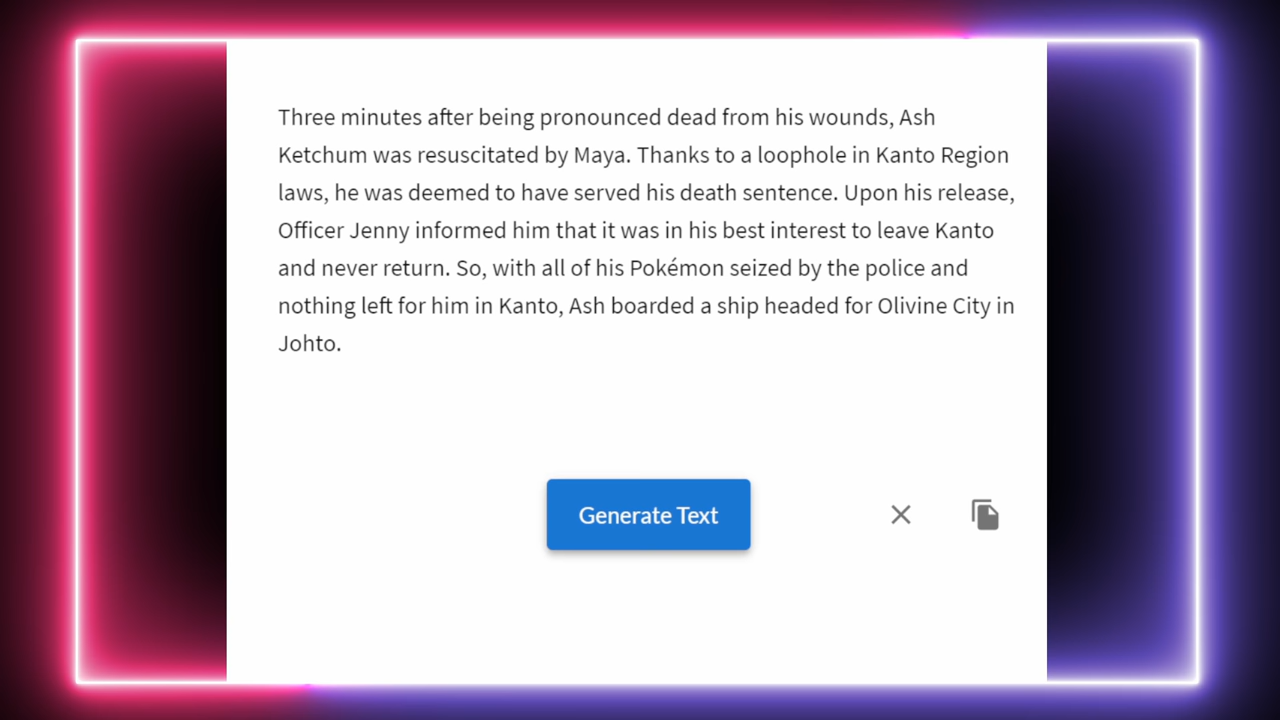 Three minutes after being pronounced dead from his wounds, Ash
Ketchum was resuscitated by Maya. Thanks to a loophole in Kanto Region
laws, he was deemed to have served his death sentence. Upon his release,
Officer Jenny informed him that it was in his best interest to leave Kanto
and never return. So, with all of his Pokémon seized by the police and
nothing left for him in Kanto, Ash boarded a ship headed for Olivine City in
Johto.
Generate Text